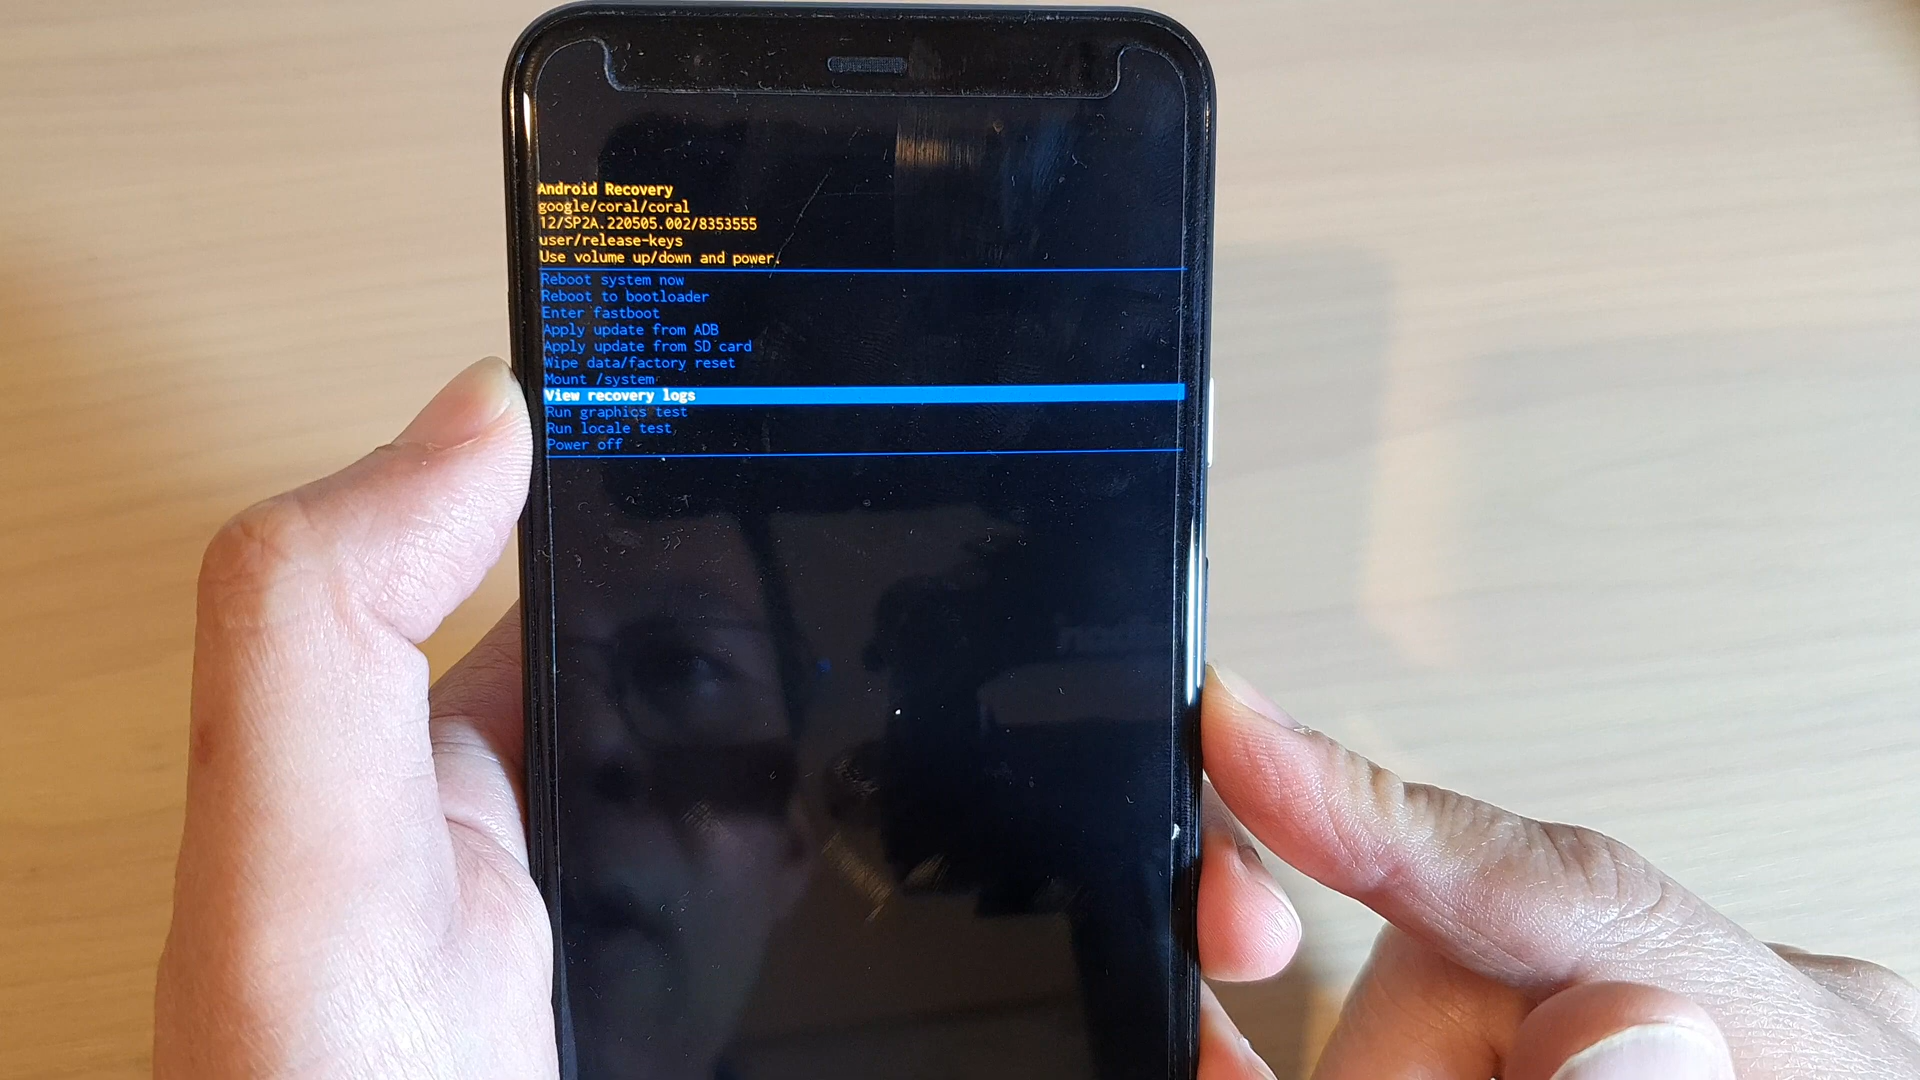 Android Recovery
google/coral/coral
12/SP2A.220505.002/8353555
user/release-keys
Use volume up/down and power.
Reboot system now
Reboot to bootloader
Enter fastboot
Apply update from ADB
Apply update from SD card
Wipe data/factory reset
Mount /system
View recovery logs
Run graphics test
Run locale test
Power off